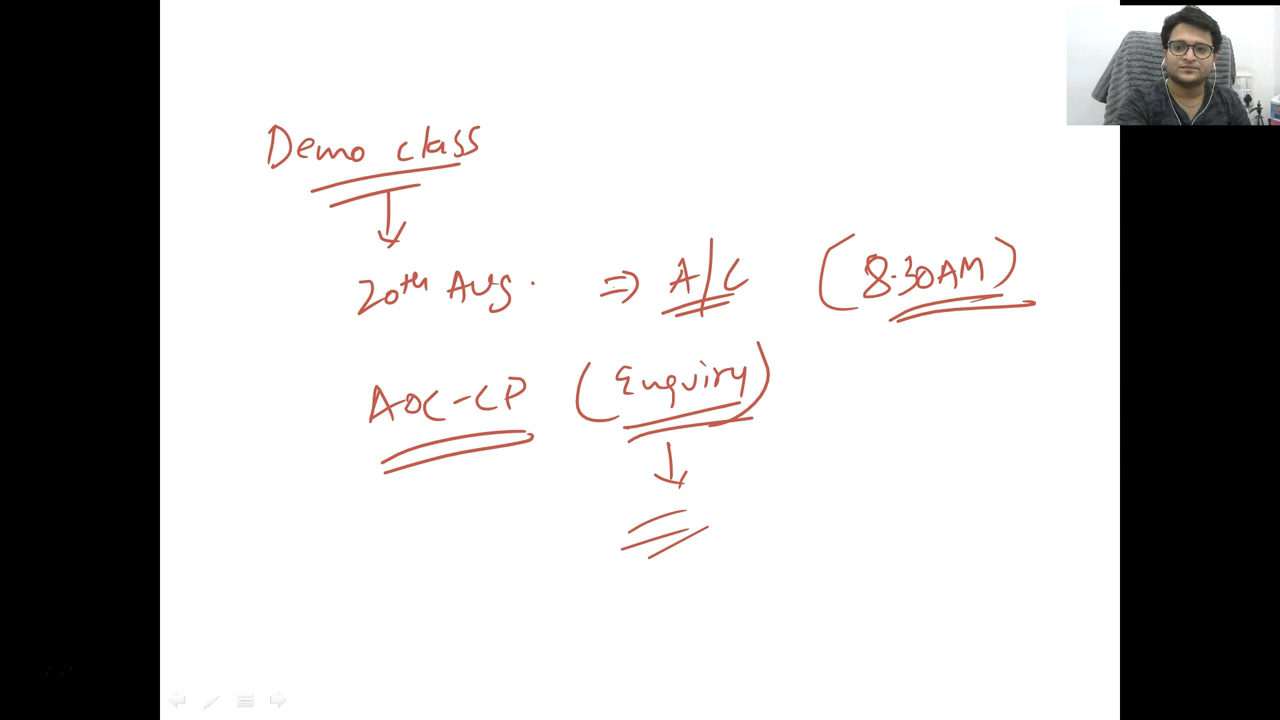 Demo class
20th Aug. ⇒ A/C (8.30AM)
AOC-CP (Enquiry)